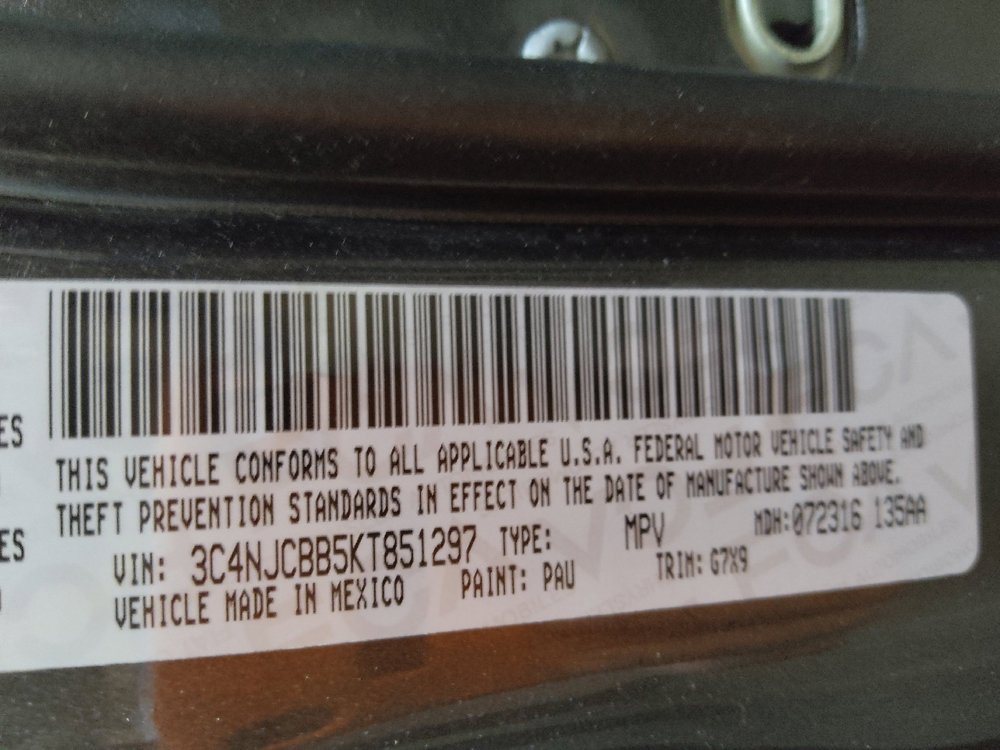 ES
THIS VEHICLE CONFORMS TO ALL APPLICABLE U.S.A. FEDERAL MOTOR VEHICLE SAFETY AND
THEFT PREVENTION STANDARDS IN EFFECT ON THE DATE OF MANUFACTURE SHOWN ABOVE.
ES
VIN: 3C4NJCBB5KT851297 TYPE: MPV MDH:072316 135AA
VEHICLE MADE IN MEXICO PAINT: PAU TRIM: G7X9